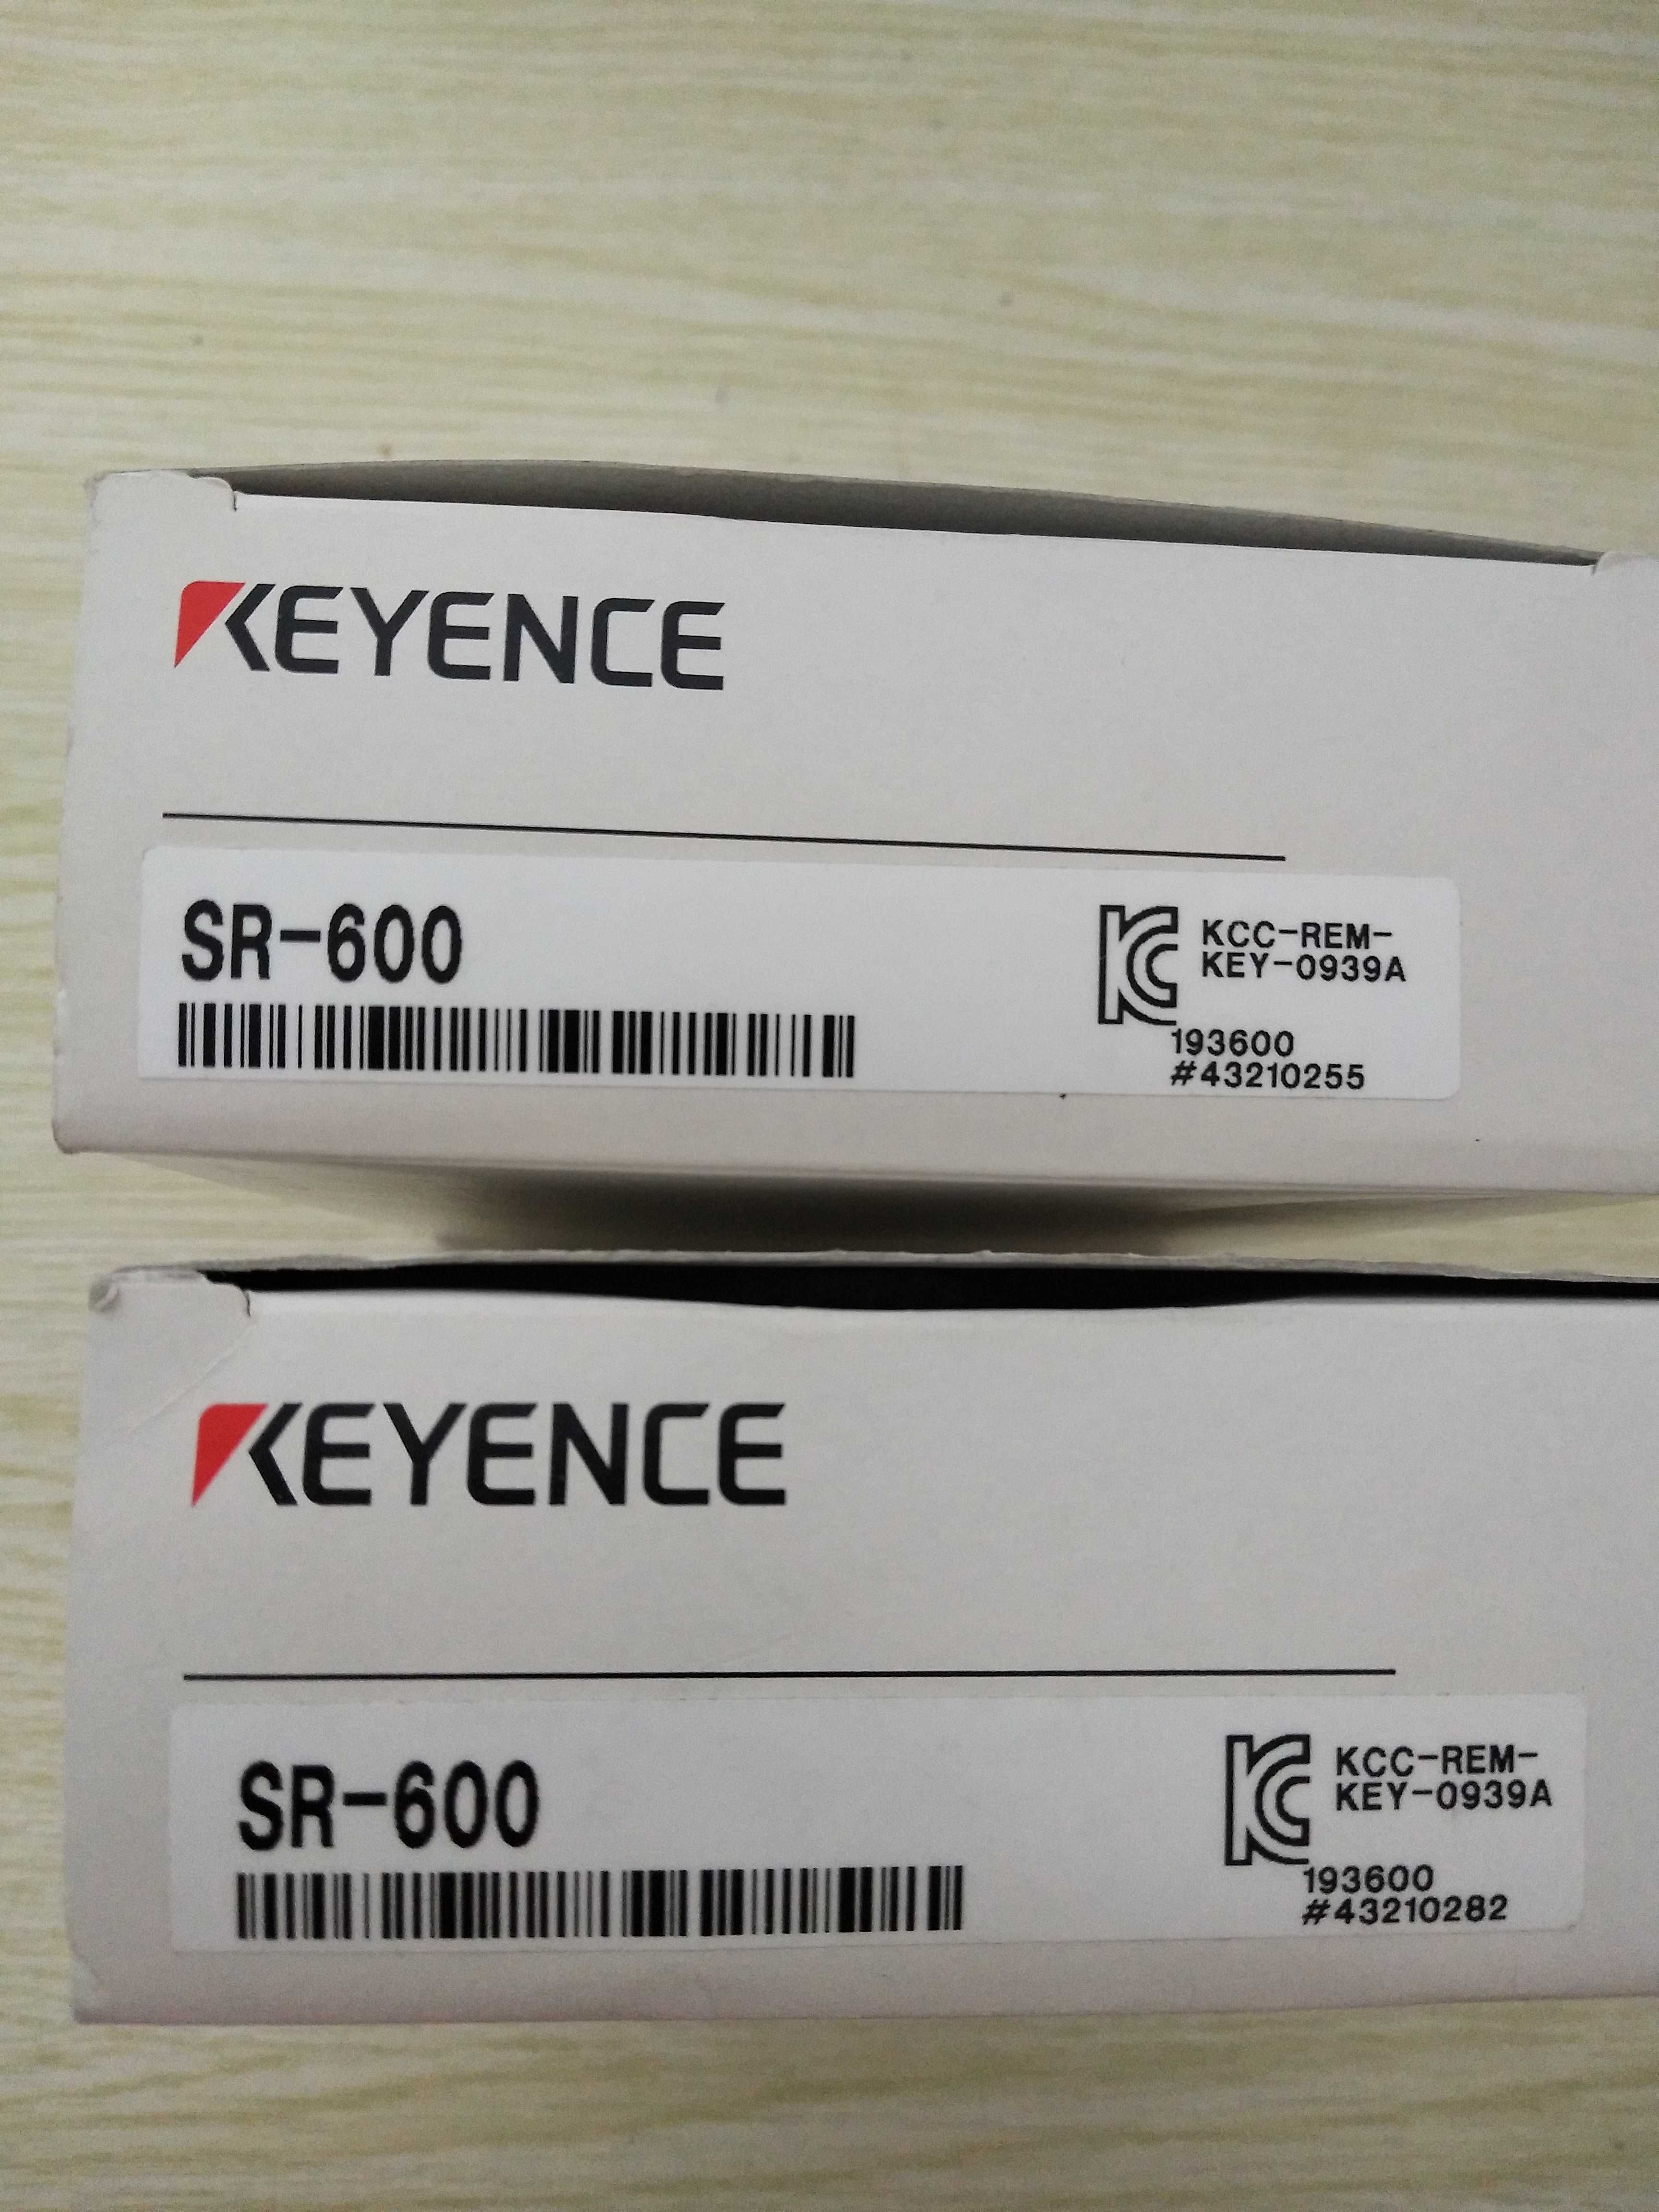 KEYENCE
SR-600
KCC-REM-
KEY-0939A
193600
#43210255
KEYENCE
SR-600
KCC-REM-
KEY-0939A
193600
#43210282